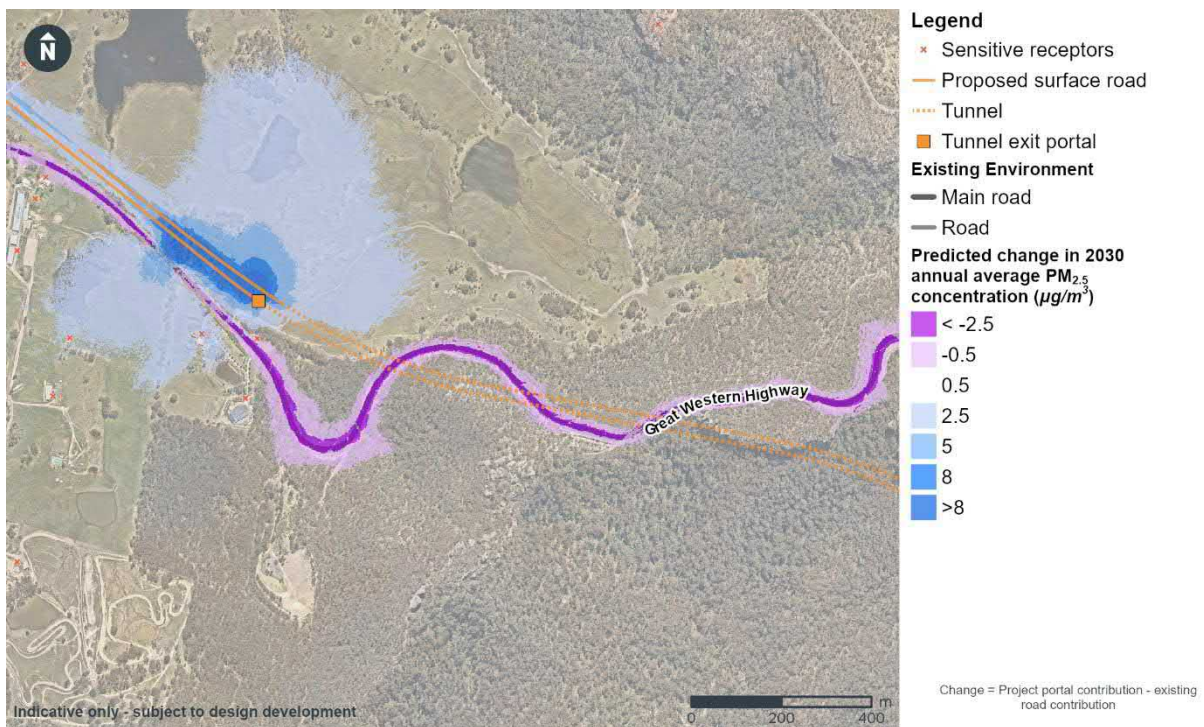 N
Great Western Highway
Indicative only - subject to design development
m
0 200 400
Legend
Sensitive receptors
Proposed surface road
Tunnel
Tunnel exit portal
Existing Environment
Main road
Road
Predicted change in 2030
annual average PM2.5
concentration (µg/m³)
< -2.5
-0.5
0.5
2.5
5
8
>8
Change = Project portal contribution - existing
road contribution